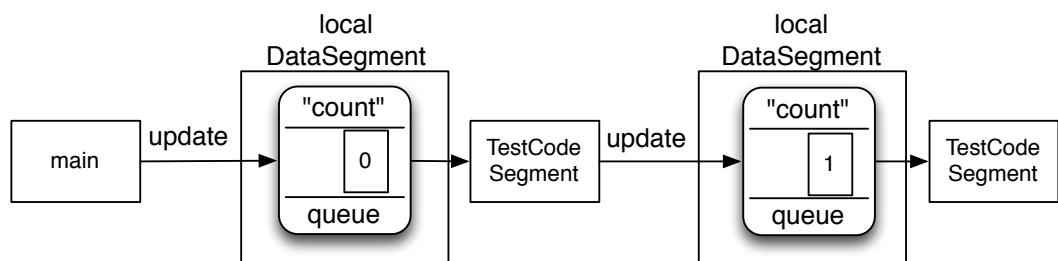 local
DataSegment
local
DataSegment
main
update
"count"
0
queue
TestCode
Segment
update
"count"
1
queue
TestCode
Segment